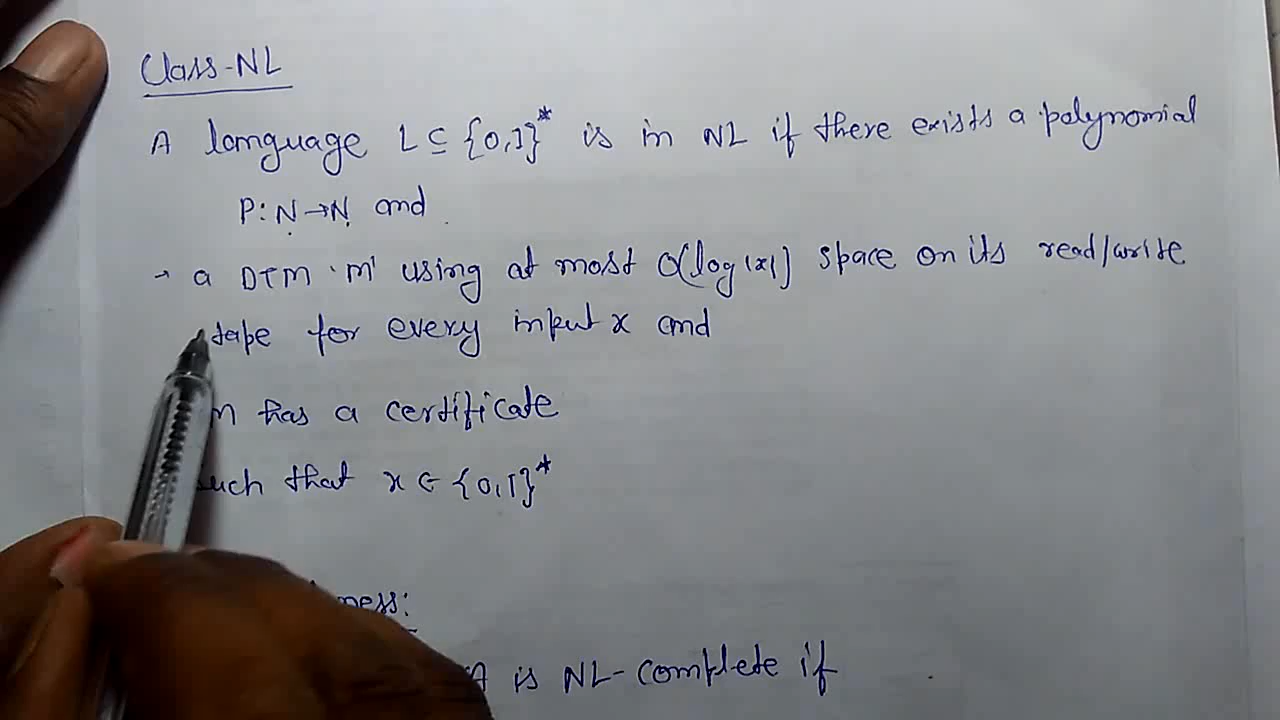 Class-NL
A language L ⊆ {0,1}* is in NL if there exists a polynomial
P: N → N and
→ a DTM 'M' using at most O(log|x|) space on its read/write
tape for every input x and
has a certificate
that x ∈ {0,1}*
A is NL-complete if